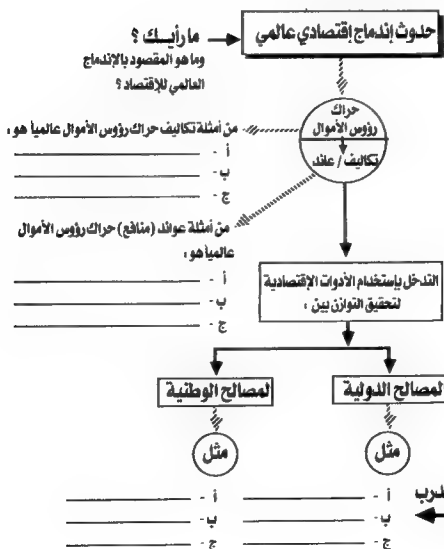 حدوث إندماج إقتصادي عالمي
ما رأيـك ؟
وما هو المقصود بالإندماج
العالمي للإقتصاد ؟
حراك
رؤوس الأموال
تكاليف / عائد
من أمثلة تكاليف حراك رؤوس الأموال عالمياً هو :
أ -
ب -
ج -
من أمثلة عوائد (منافع) حراك رؤوس الأموال
عالمياً هو :
أ -
ب -
ج -
التدخل بإستخدام الأدوات الإقتصادية
لتحقيق التوازن بين :
لمصالح الدولية
لمصالح الوطنية
مثل
مثل
أ -
ب -
ج -
أ -
ب -
ج -